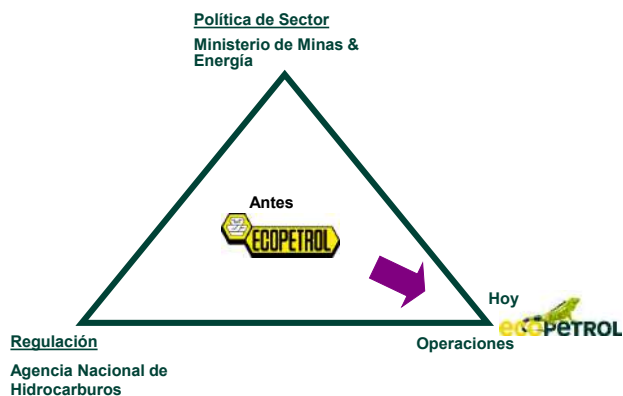 Política de Sector
Ministerio de Minas &
Energía
Antes
ECOPETROL
Hoy
ecoPETROL
Operaciones
Regulación
Agencia Nacional de
Hidrocarburos